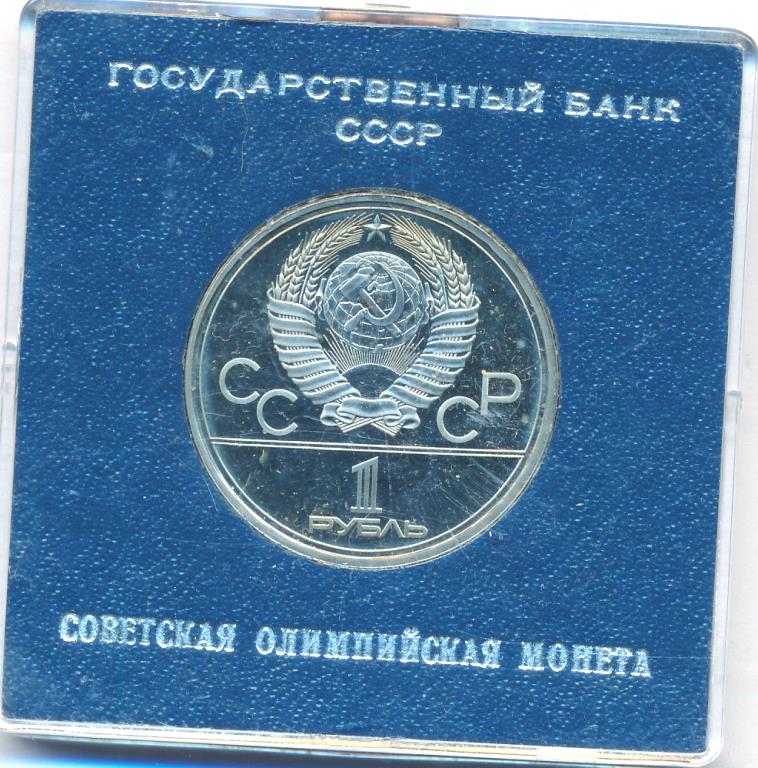 ГОСУДАРСТВЕННЫЙ БАНК
СССР
СССР
1
РУБЛЬ
СОВЕТСКАЯ ОЛИМПИЙСКАЯ МОНЕТА